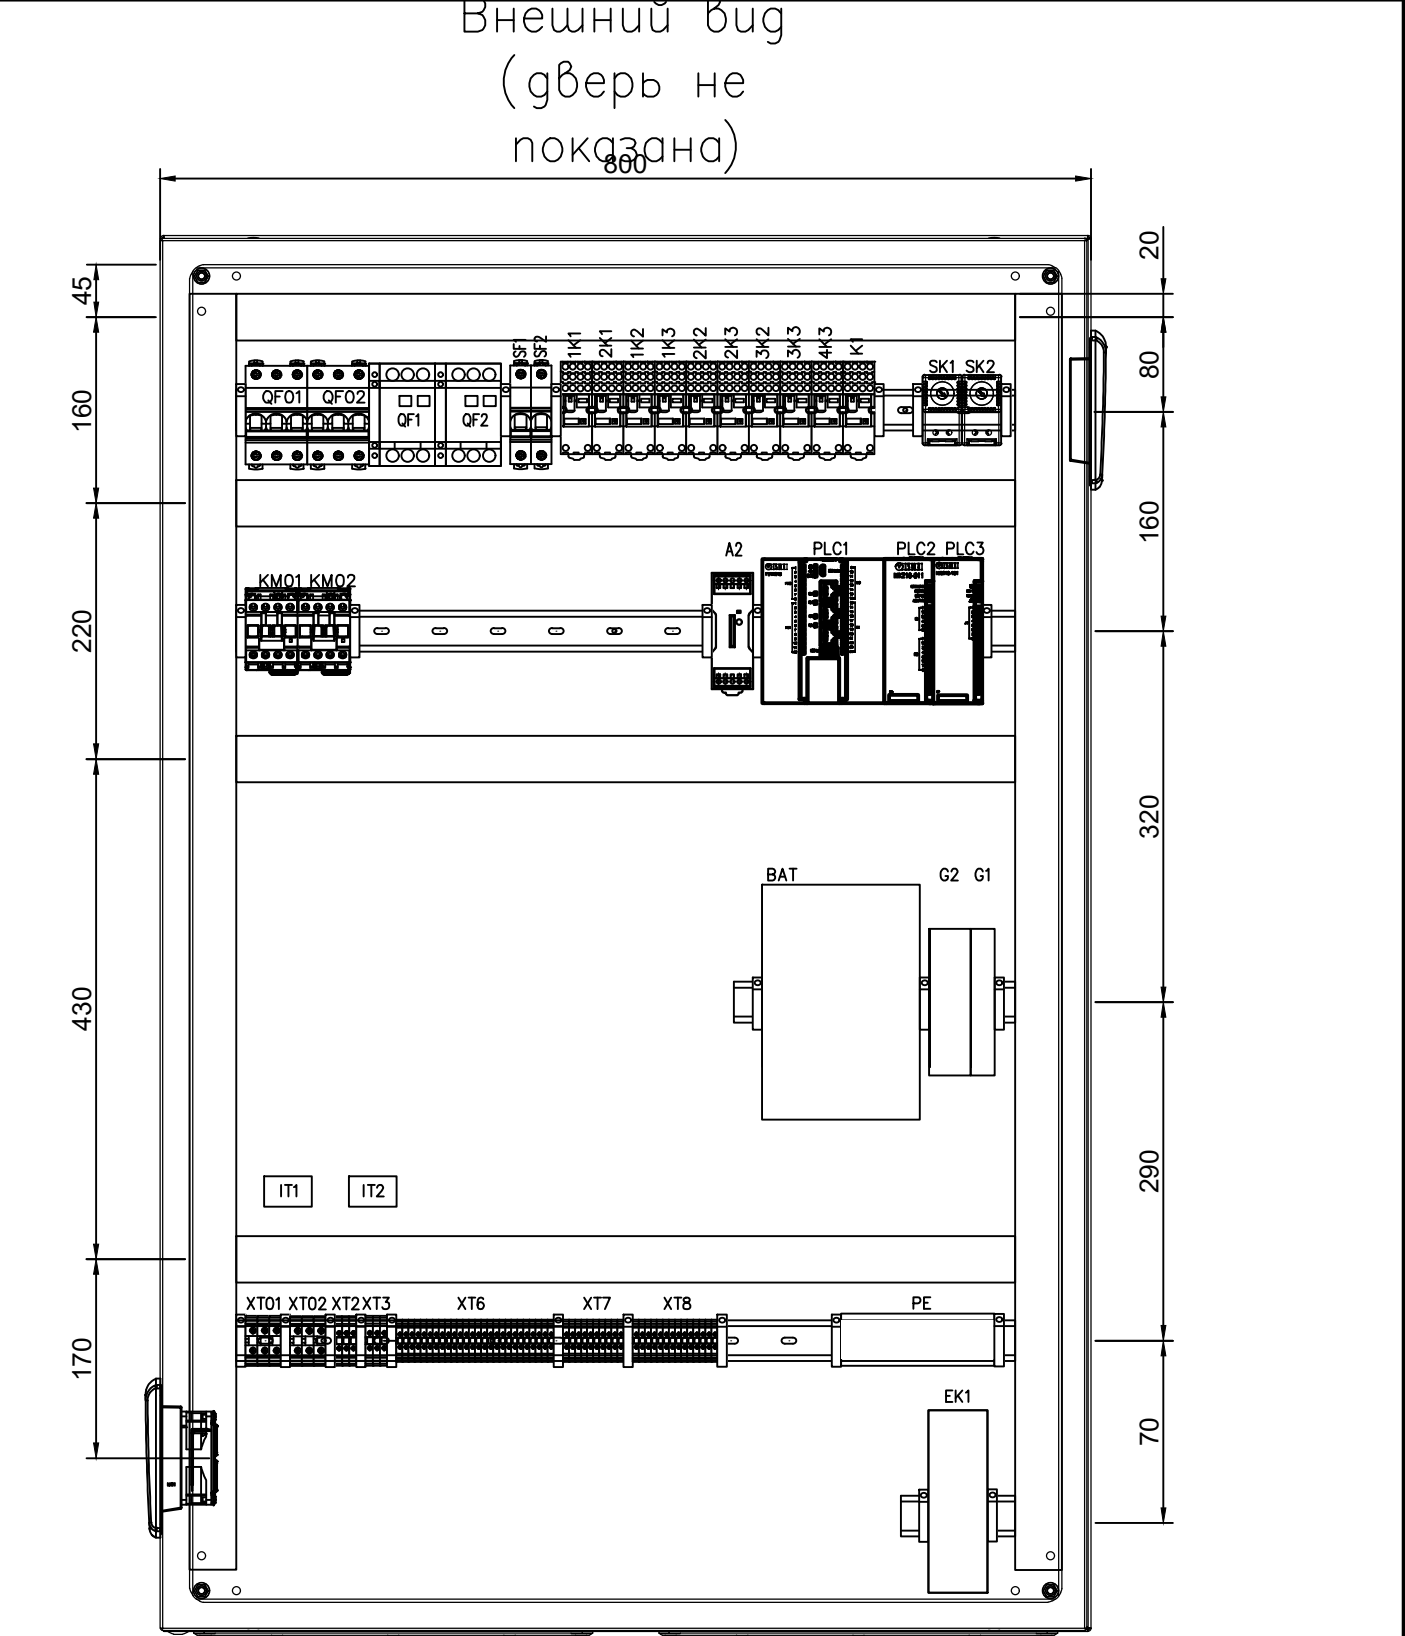 Внешний вид
(дверь не
показана)
800
20
45
80
160
160
220
320
430
290
170
70
SF1 SF2 1K1 2K1 1K2 1K3 2K2 2K3 3K2 3K3 4K3 K1
SK1 SK2
QF01 QF02 QF1 QF2
A2 PLC1 PLC2 PLC3
KM01 KM02
BAT G2 G1
IT1 IT2
XT01 XT02 XT2 XT3 XT6 XT7 XT8 PE
EK1